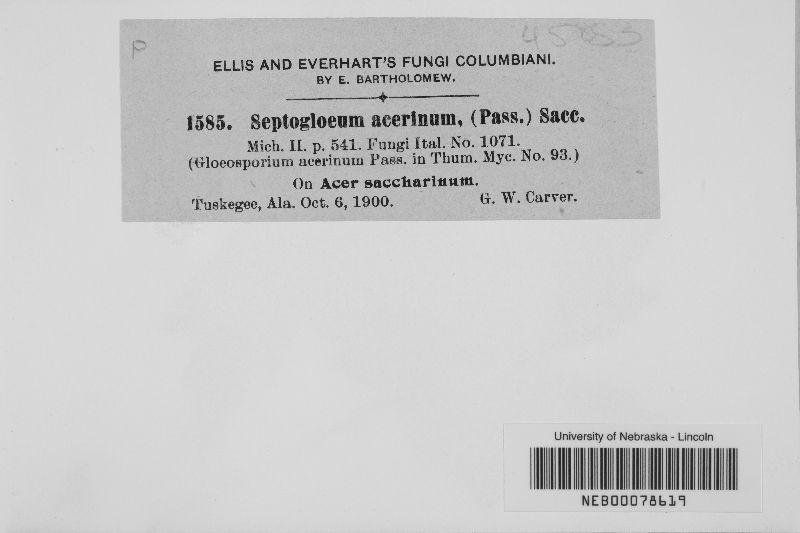 P
45853
ELLIS AND EVERHART'S FUNGI COLUMBIANI.
BY E. BARTHOLOMEW.
1585. Septogloeum acerinum, (Pass.) Sacc.
Mich. II. p. 541. Fungi Ital. No. 1071.
(Gloeosporium acerinum Pass. in Thum. Myc. No. 93.)
On Acer saccharinum.
Tuskegee, Ala. Oct. 6, 1900. G. W. Carver.
University of Nebraska - Lincoln
NEB00078619